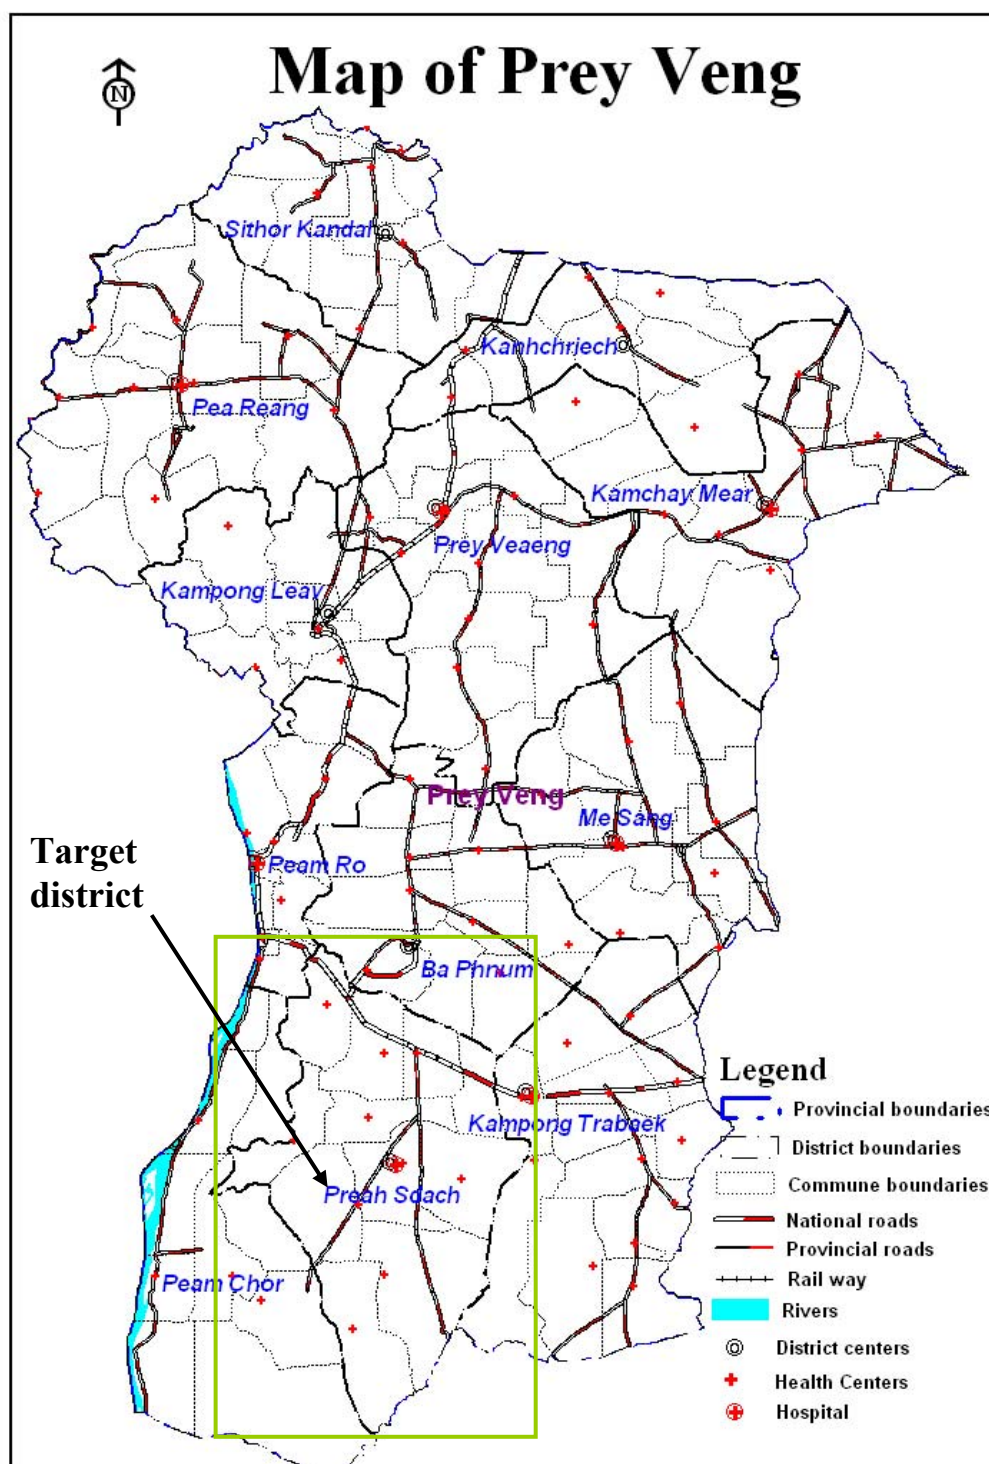 Map of Prey Veng
N
Sithor Kandal
Kanhchriech
Pea Reang
Kamchay Mear
Prey Veaeng
Kampong Leav
Prey Veng
Me Sang
Target
district
Peam Ro
Ba Phnum
Kampong Trabaek
Preah Sdach
Peam Chor
Legend
Provincial boundaries
District boundaries
Commune boundaries
National roads
Provincial roads
Rail way
Rivers
District centers
Health Centers
Hospital